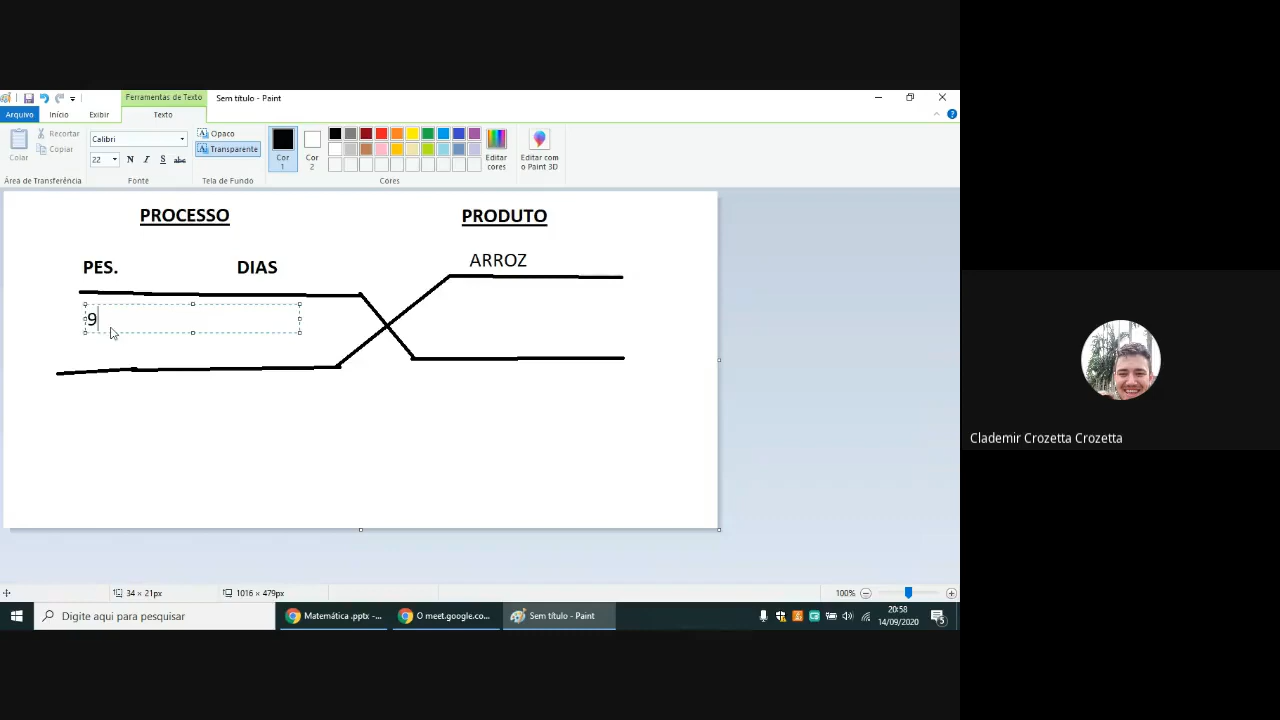 Ferramentas de Texto
Sem título - Paint
Arquivo
Início
Exibir
Texto
Colar
Recortar
Copiar
Área de Transferência
Calibri
22
N I S abc
Fonte
Opaco
Transparente
Tela de Fundo
Cor
1
Cor
2
Cores
Editar
cores
Editar com
o Paint 3D
PROCESSO
PRODUTO
PES.
DIAS
ARROZ
9
Clademir Crozetta Crozetta
34 × 21px
1016 × 479px
100%
Digite aqui para pesquisar
Matemática .pptx -...
O meet.google.co...
Sem título - Paint
20:58
14/09/2020
5